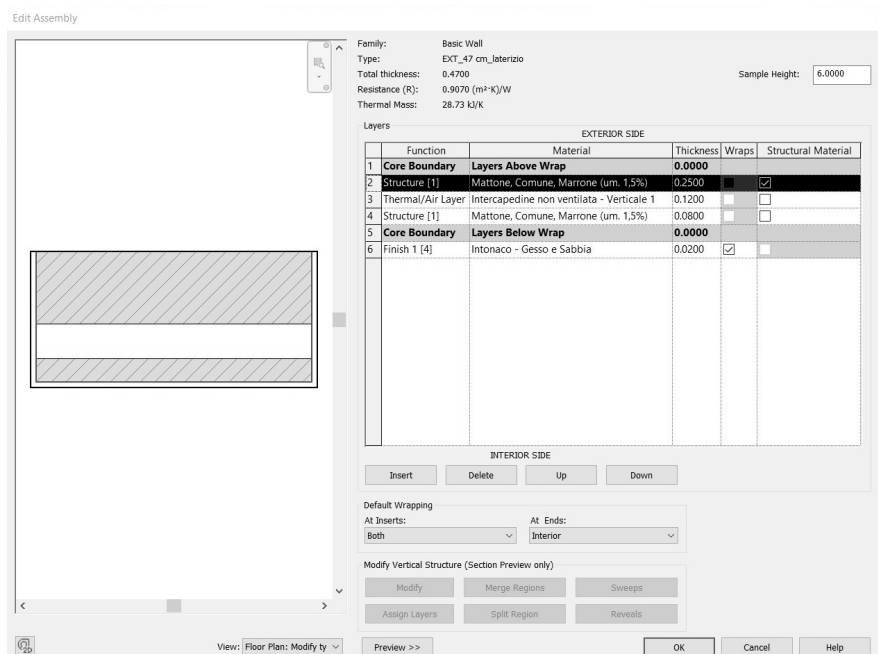 Edit Assembly
Family: Basic Wall
Type: EXT_47 cm_laterizio
Total thickness: 0.4700 Sample Height: 6.0000
Resistance (R): 0.9070 (m²·K)/W
Thermal Mass: 28.73 kJ/K
Layers
EXTERIOR SIDE
Function Material Thickness Wraps Structural Material
1 Core Boundary Layers Above Wrap 0.0000
2 Structure [1] Mattone, Comune, Marrone (um. 1,5%) 0.2500
3 Thermal/Air Layer Intercapedine non ventilata - Verticale 1 0.1200
4 Structure [1] Mattone, Comune, Marrone (um. 1,5%) 0.0800
5 Core Boundary Layers Below Wrap 0.0000
6 Finish 1 [4] Intonaco - Gesso e Sabbia 0.0200
INTERIOR SIDE
Insert Delete Up Down
Default Wrapping
At Inserts: At Ends:
Both Interior
Modify Vertical Structure (Section Preview only)
Modify Merge Regions Sweeps
Assign Layers Split Region Reveals
2D View: Floor Plan: Modify ty Preview >> OK Cancel Help